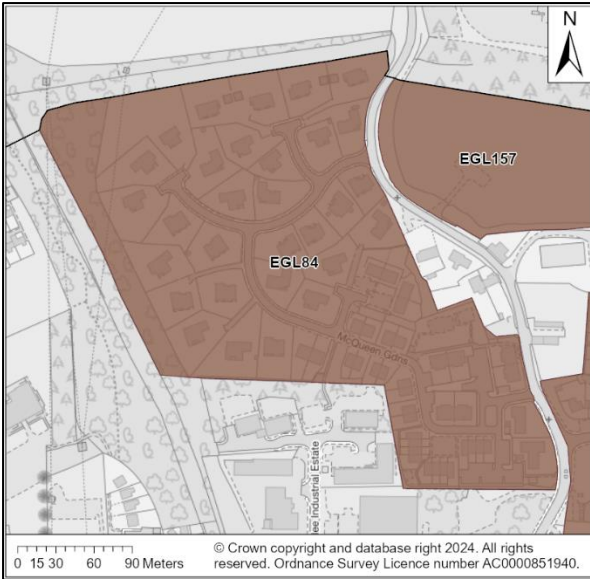 N
EGL157
EGL84
McQueen Gdns
lee Industrial Estate
0 15 30 60 90 Meters
© Crown copyright and database right 2024. All rights
reserved. Ordnance Survey Licence number AC0000851940.